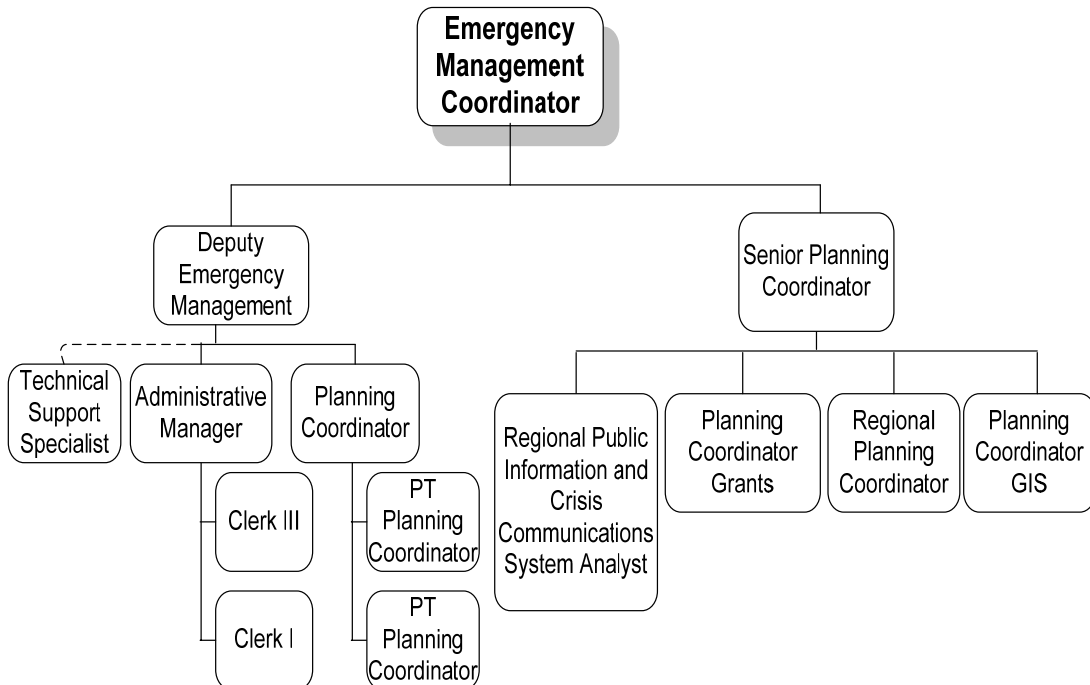 Emergency
Management
Coordinator
Deputy
Emergency
Management
Senior Planning
Coordinator
Technical
Support
Specialist
Administrative
Manager
Planning
Coordinator
Regional Public
Information and
Crisis
Communications
System Analyst
Planning
Coordinator
Grants
Regional
Planning
Coordinator
Planning
Coordinator
GIS
Clerk III
PT
Planning
Coordinator
Clerk I
PT
Planning
Coordinator